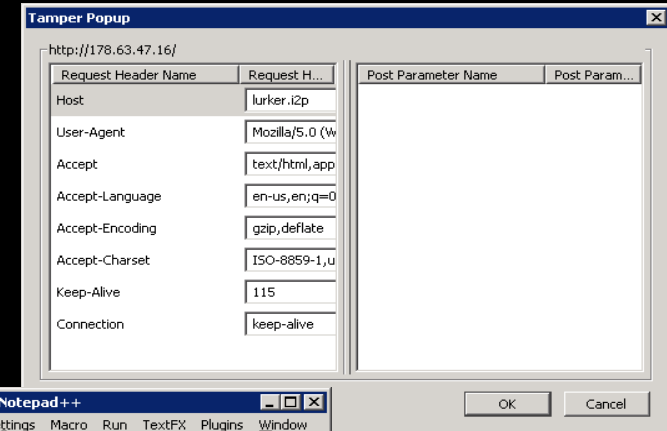 Tamper Popup
http://178.63.47.16/
Request Header Name Request H...
Host lurker.i2p
User-Agent Mozilla/5.0 (W
Accept text/html,app
Accept-Language en-us,en;q=0
Accept-Encoding gzip,deflate
Accept-Charset ISO-8859-1,u
Keep-Alive 115
Connection keep-alive
Post Parameter Name Post Param...
OK Cancel
Notepad++
ttings Macro Run TextFX Plugins Window